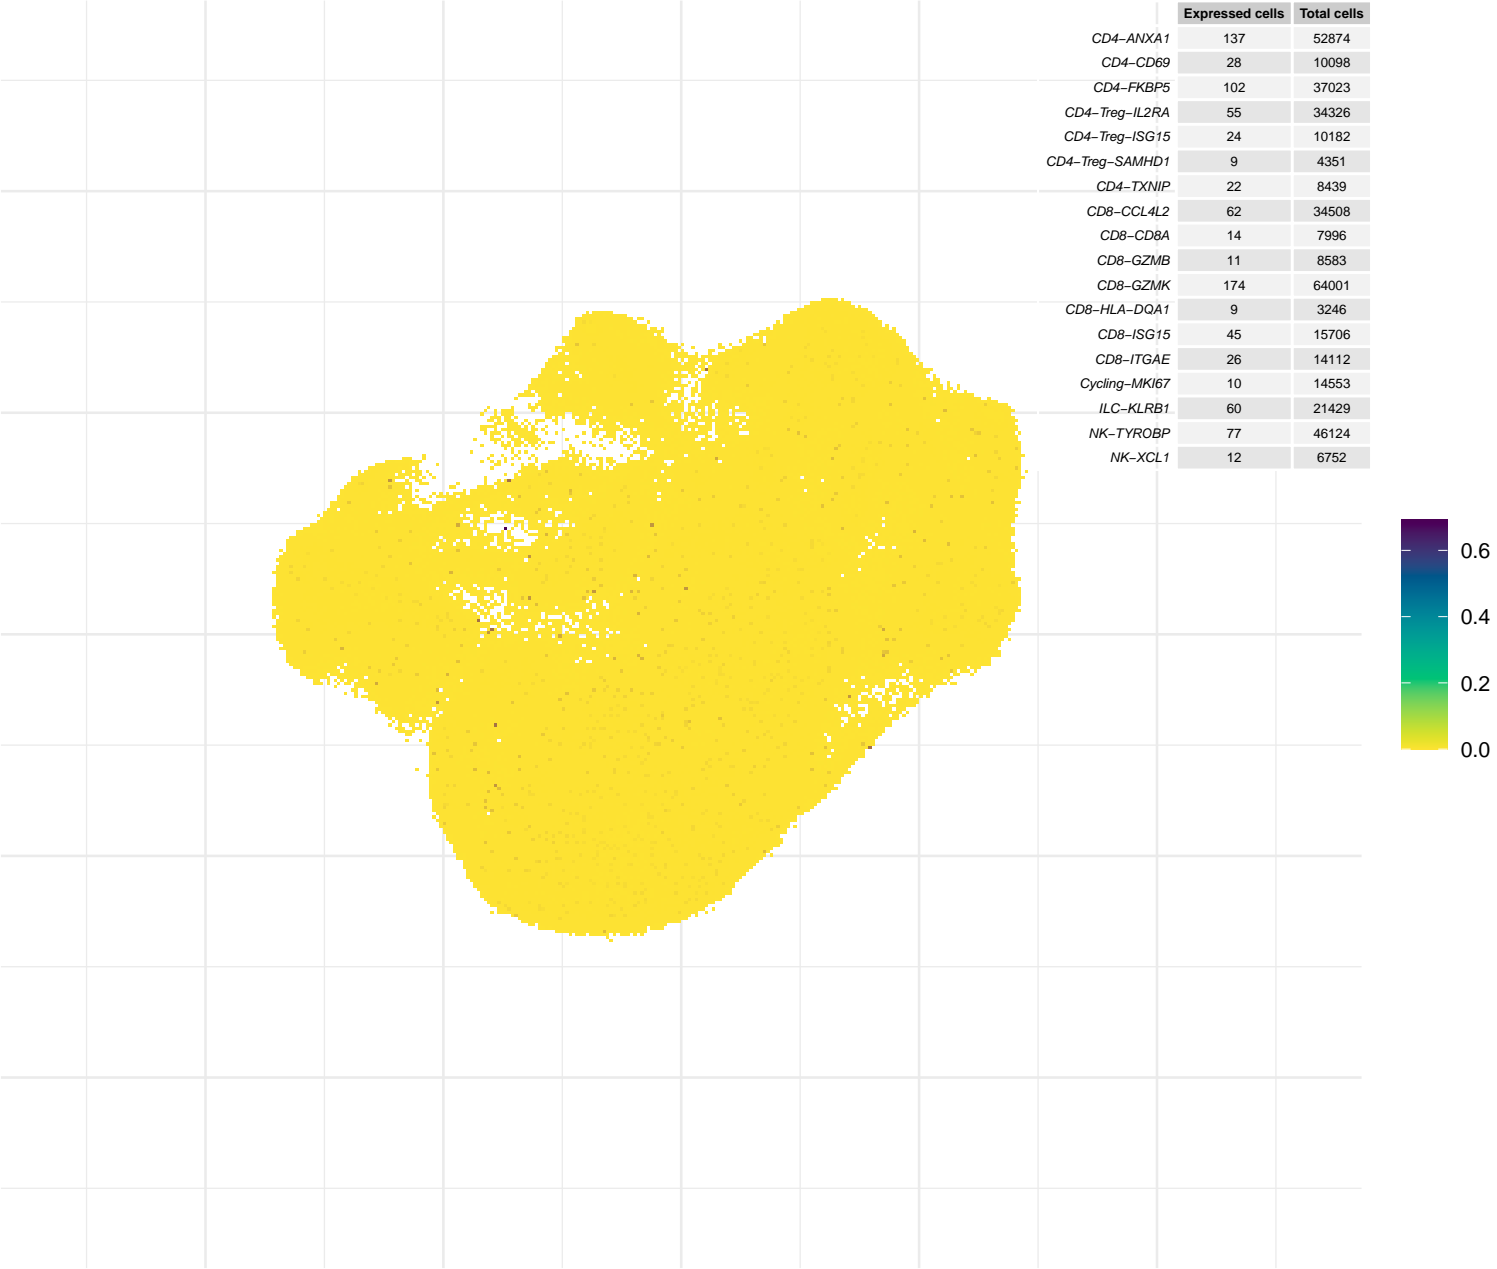 Expressed cells Total cells
CD4−ANXA1 137 52874
CD4−CD69 28 10098
CD4−FKBP5 102 37023
CD4−Treg−IL2RA 55 34326
CD4−Treg−ISG15 24 10182
CD4−Treg−SAMHD1 9 4351
CD4−TXNIP 22 8439
CD8−CCL4L2 62 34508
CD8−CD8A 14 7996
CD8−GZMB 11 8583
CD8−GZMK 174 64001
CD8−HLA−DQA1 9 3246
CD8−ISG15 45 15706
CD8−ITGAE 26 14112
Cycling−MKI67 10 14553
ILC−KLRB1 60 21429
NK−TYROBP 77 46124
NK−XCL1 12 6752
0.6
0.4
0.2
0.0